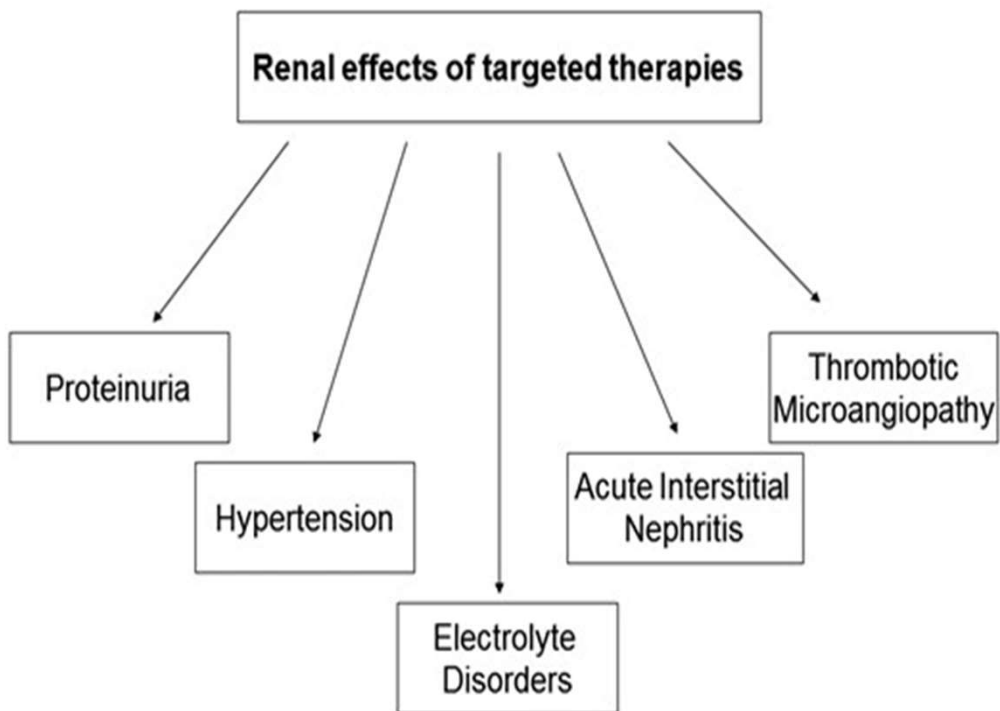 Renal effects of targeted therapies
Proteinuria
Hypertension
Electrolyte
Disorders
Acute Interstitial
Nephritis
Thrombotic
Microangiopathy